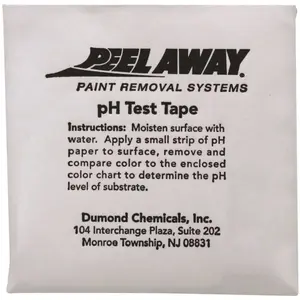 PEEL AWAY.
PAINT REMOVAL SYSTEMS
pH Test Tape
Instructions: Moisten surface with
water. Apply a small strip of pH
paper to surface, remove and
compare color to the enclosed
color chart to determine the pH
level of substrate.
Dumond Chemicals, Inc.
104 Interchange Plaza, Suite 202
Monroe Township, NJ 08831